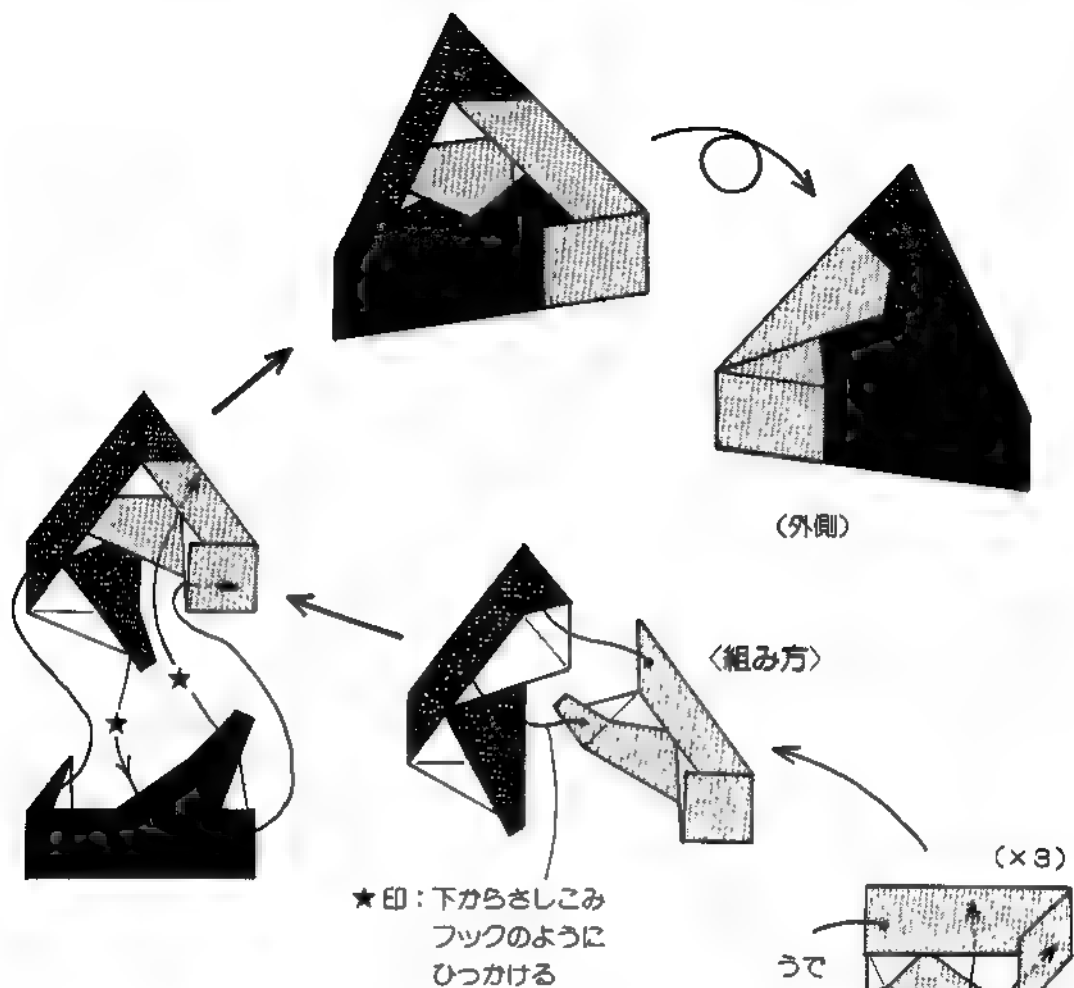 (外側)
〈組み方〉
(×3)
★印:下からさしこみ
フックのように
ひっかける
うで